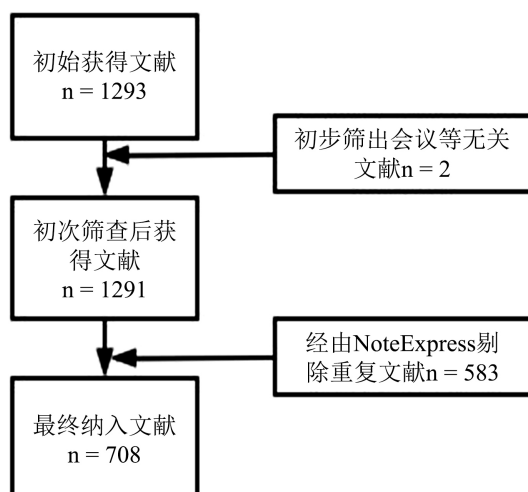 初始获得文献
n = 1293
初步筛出会议等无关
文献n = 2
初次筛查后获
得文献
n = 1291
经由NoteExpress剔
除重复文献n = 583
最终纳入文献
n = 708